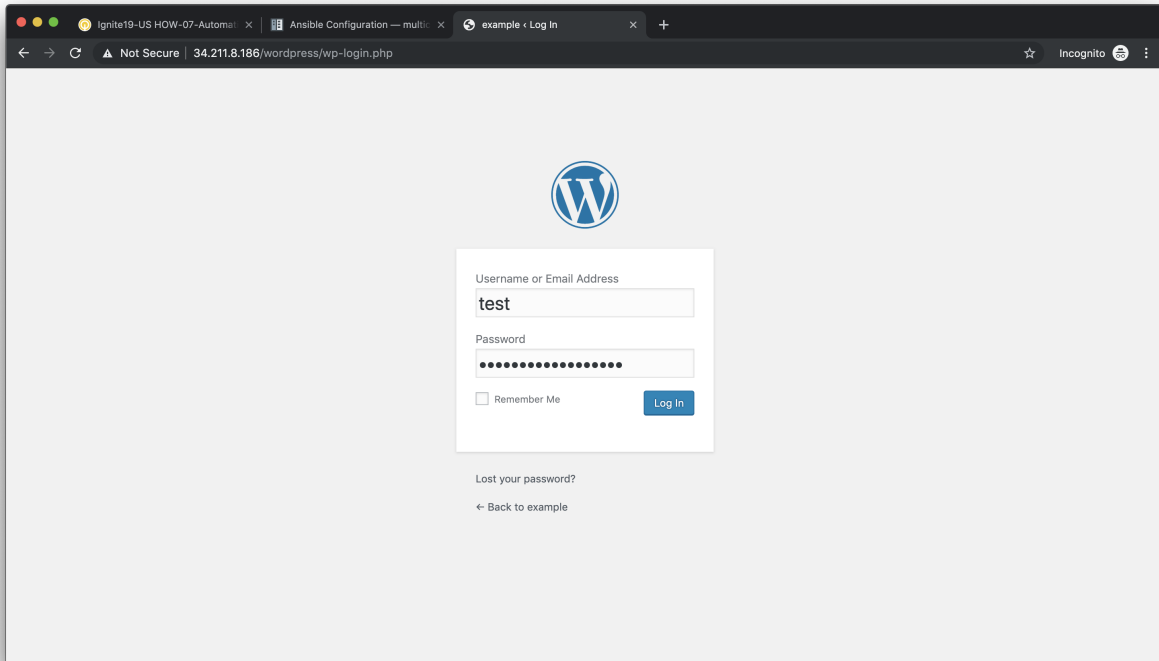 Ignite19-US HOW-07-Automat
Ansible Configuration — multic
example ‹ Log In
Not Secure | 34.211.8.186/wordpress/wp-login.php
Incognito
Username or Email Address
test
Password
Remember Me
Log In
Lost your password?
← Back to example